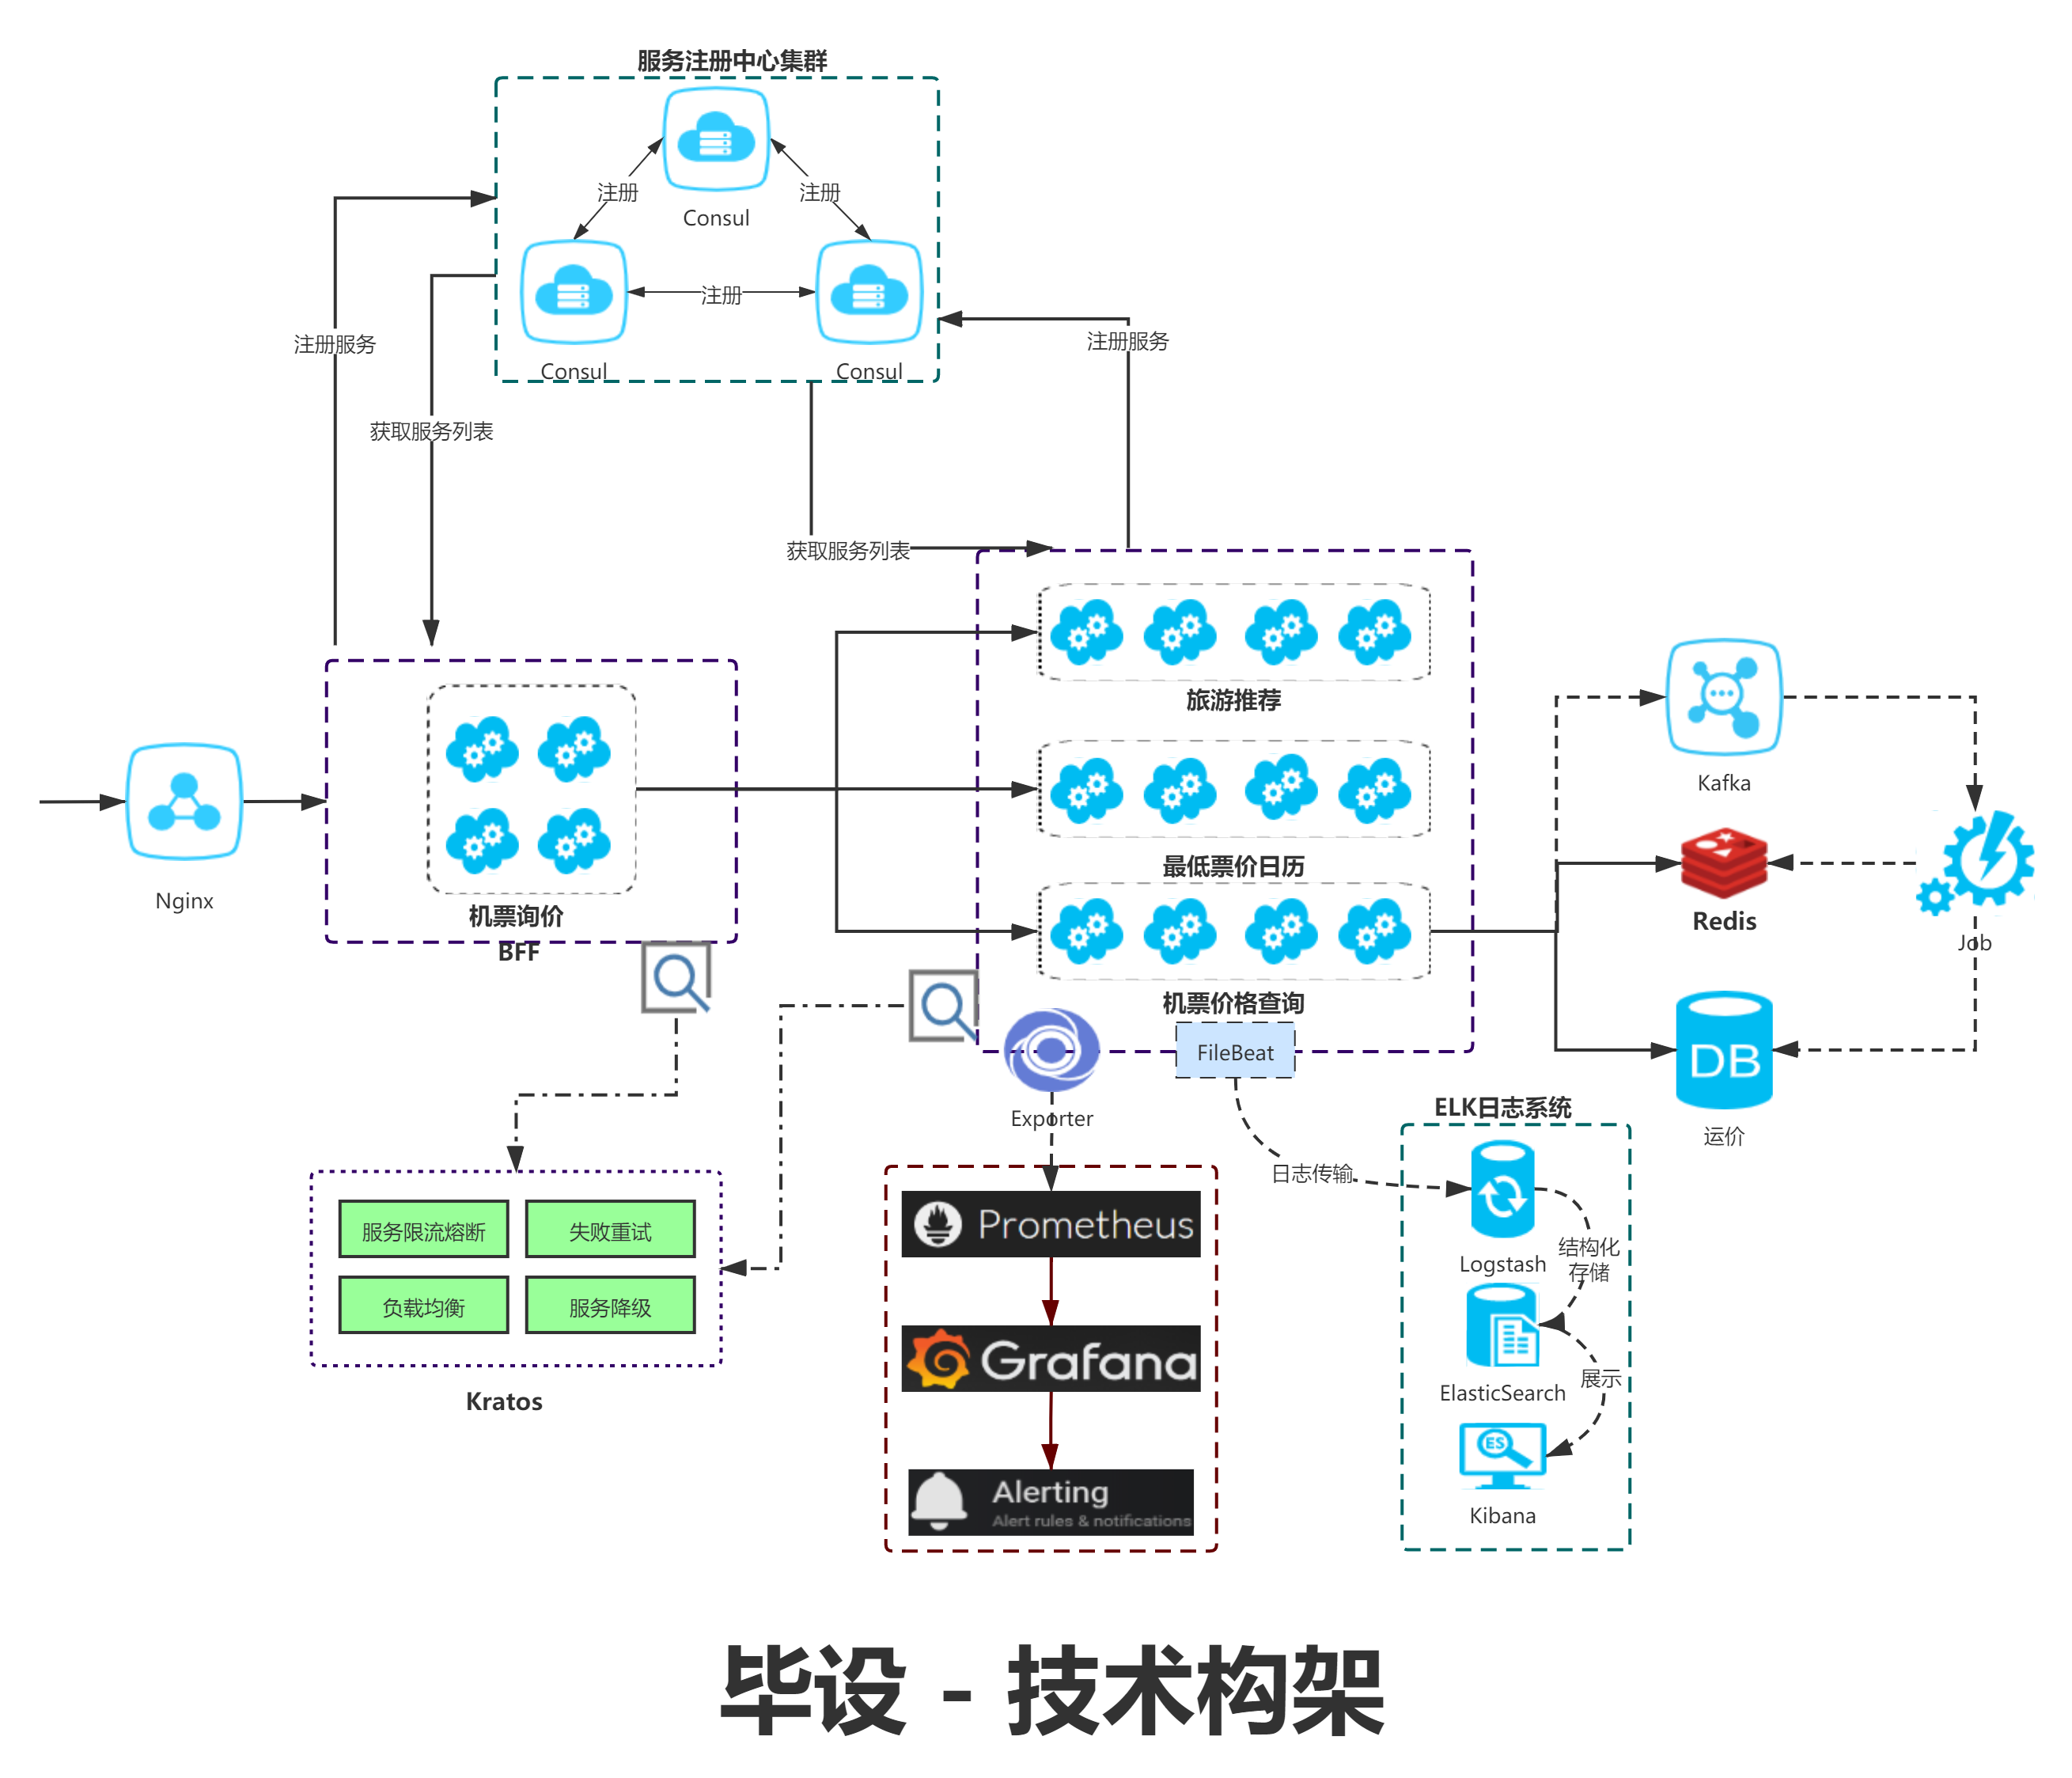 服务注册中心集群
注册
注册
Consul
注册
Consul
Consul
注册服务
注册服务
获取服务列表
获取服务列表
旅游推荐
Kafka
最低票价日历
Nginx
机票询价
BFF
Redis
Job
机票价格查询
FileBeat
DB
Exporter
ELK日志系统
运价
日志传输
Prometheus
服务限流熔断
失败重试
结构化
存储
Logstash
负载均衡
服务降级
Grafana
展示
ElasticSearch
Kratos
ES
Alerting
Alert rules & notifications
Kibana
毕设 - 技术构架